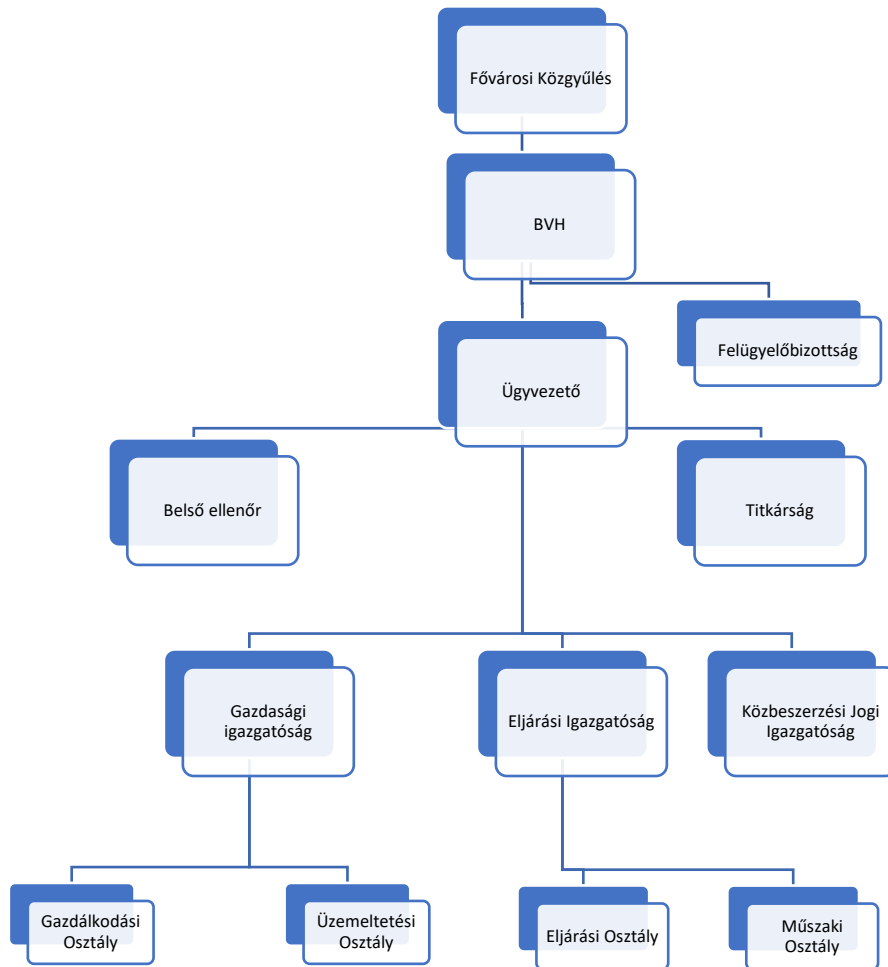 Fővárosi Közgyűlés
BVH
Felügyelőbizottság
Ügyvezető
Belső ellenőr
Titkárság
Gazdasági
igazgatóság
Eljárási Igazgatóság
Közbeszerzési Jogi
Igazgatóság
Gazdálkodási
Osztály
Üzemeltetési
Osztály
Eljárási Osztály
Műszaki
Osztály